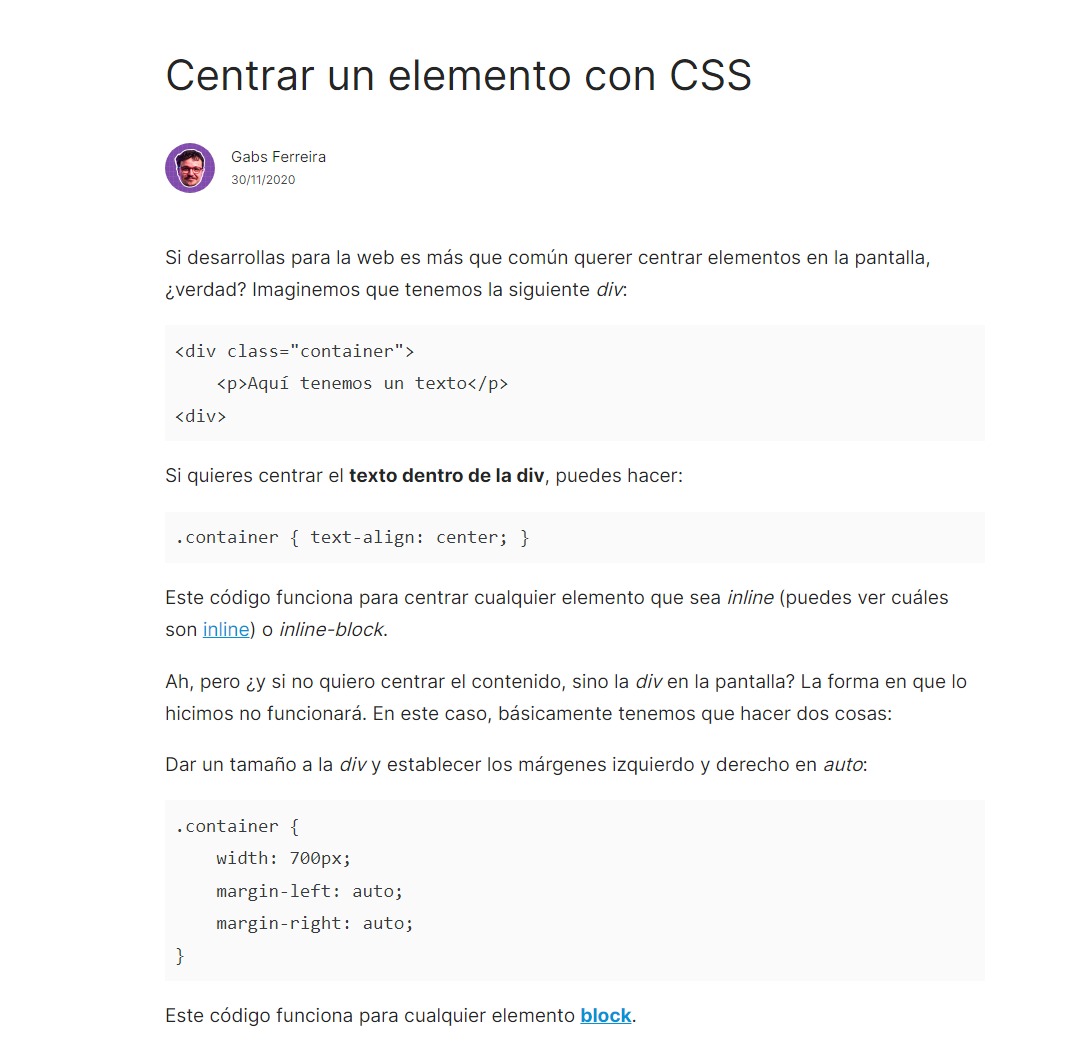 Centrar un elemento con CSS
Gabs Ferreira
30/11/2020
Si desarrollas para la web es más que común querer centrar elementos en la pantalla,
¿verdad? Imaginemos que tenemos la siguiente div:
<div class="container">
    <p>Aquí tenemos un texto</p>
<div>
Si quieres centrar el texto dentro de la div, puedes hacer:
.container { text-align: center; }
Este código funciona para centrar cualquier elemento que sea inline (puedes ver cuáles
son inline) o inline-block.
Ah, pero ¿y si no quiero centrar el contenido, sino la div en la pantalla? La forma en que lo
hicimos no funcionará. En este caso, básicamente tenemos que hacer dos cosas:
Dar un tamaño a la div y establecer los márgenes izquierdo y derecho en auto:
.container {
    width: 700px;
    margin-left: auto;
    margin-right: auto;
}
Este código funciona para cualquier elemento block.